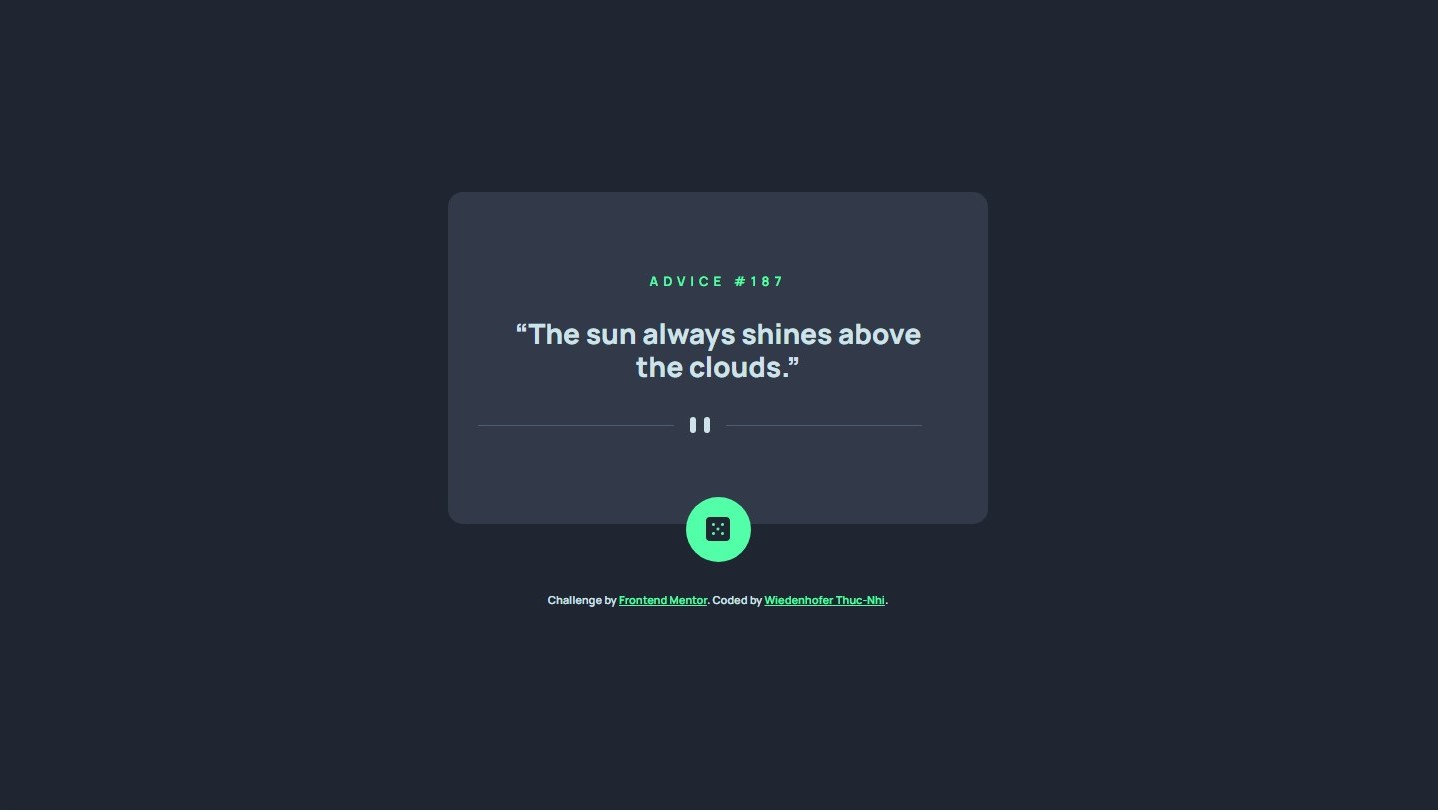 ADVICE #187
“The sun always shines above
the clouds.”
Challenge by Frontend Mentor. Coded by Wiedenhofer Thuc-Nhi.